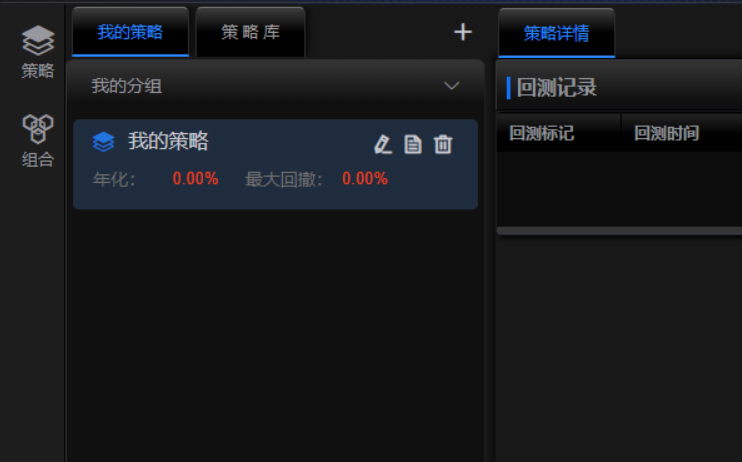 策略
组合
我的策略
策略库
我的分组
我的策略
年化： 0.00% 最大回撤： 0.00%
策略详情
回测记录
回测标记 回测时间